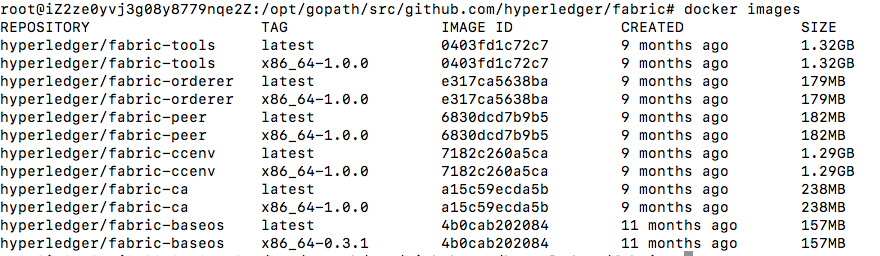 root@iZ2ze0yvj3g08y8779nqe2Z:/opt/gopath/src/github.com/hyperledger/fabric# docker images
REPOSITORY TAG IMAGE ID CREATED SIZE
hyperledger/fabric-tools latest 0403fd1c72c7 9 months ago 1.32GB
hyperledger/fabric-tools x86_64-1.0.0 0403fd1c72c7 9 months ago 1.32GB
hyperledger/fabric-orderer latest e317ca5638ba 9 months ago 179MB
hyperledger/fabric-orderer x86_64-1.0.0 e317ca5638ba 9 months ago 179MB
hyperledger/fabric-peer latest 6830dcd7b9b5 9 months ago 182MB
hyperledger/fabric-peer x86_64-1.0.0 6830dcd7b9b5 9 months ago 182MB
hyperledger/fabric-ccenv latest 7182c260a5ca 9 months ago 1.29GB
hyperledger/fabric-ccenv x86_64-1.0.0 7182c260a5ca 9 months ago 1.29GB
hyperledger/fabric-ca latest a15c59ecda5b 9 months ago 238MB
hyperledger/fabric-ca x86_64-1.0.0 a15c59ecda5b 9 months ago 238MB
hyperledger/fabric-baseos latest 4b0cab202084 11 months ago 157MB
hyperledger/fabric-baseos x86_64-0.3.1 4b0cab202084 11 months ago 157MB